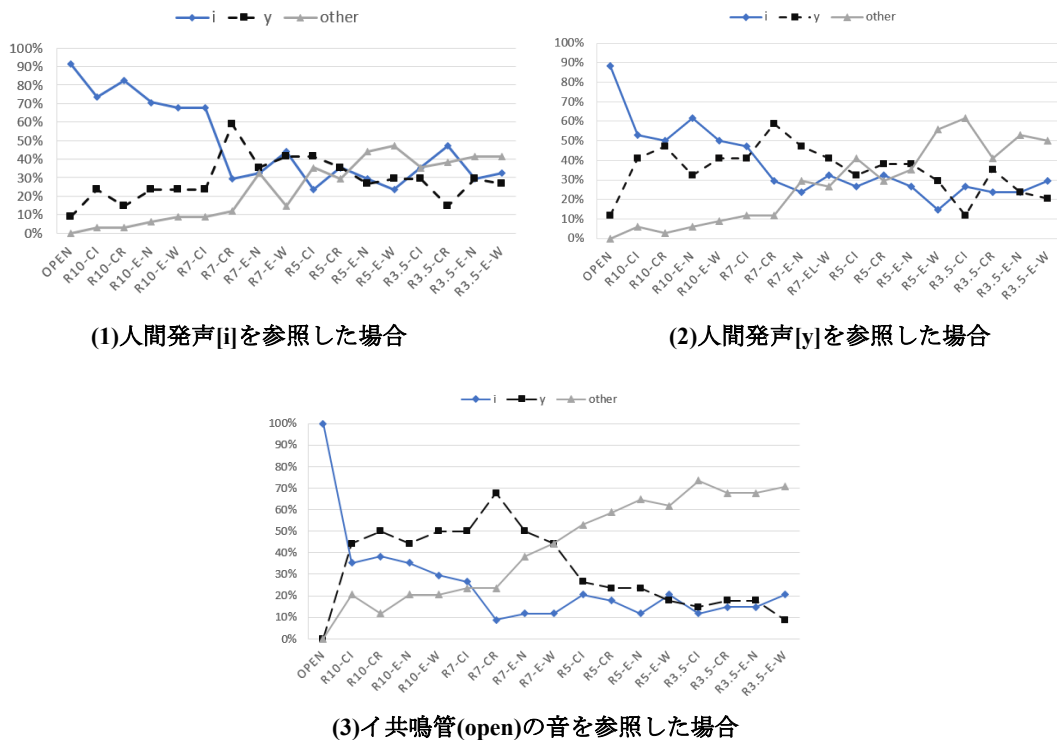 i y other
100%
90%
80%
70%
60%
50%
40%
30%
20%
10%
0%
OPEN
R10-CI
R10-CR
R10-E-N
R10-E-W
R7-CI
R7-CR
R7-E-N
R7-E-W
R5-CI
R5-CR
R5-E-N
R5-E-W
R3.5-CI
R3.5-CR
R3.5-E-N
R3.5-E-W
(1)人間発声[i]を参照した場合
i y other
100%
90%
80%
70%
60%
50%
40%
30%
20%
10%
0%
OPEN
R10-CI
R10-CR
R10-E-N
R10-E-W
R7-CI
R7-CR
R7-E-N
R7-EL-W
R5-CI
R5-CR
R5-E-N
R5-E-W
R3.5-CI
R3.5-CR
R3.5-E-N
R3.5-E-W
(2)人間発声[y]を参照した場合
i y other
100%
90%
80%
70%
60%
50%
40%
30%
20%
10%
0%
OPEN
R10-CI
R10-CR
R10-E-N
R10-E-W
R7-CI
R7-CR
R7-E-N
R7-E-W
R5-CI
R5-CR
R5-E-N
R5-E-W
R3.5-CI
R3.5-CR
R3.5-E-N
R3.5-E-W
(3)イ共鳴管(open)の音を参照した場合